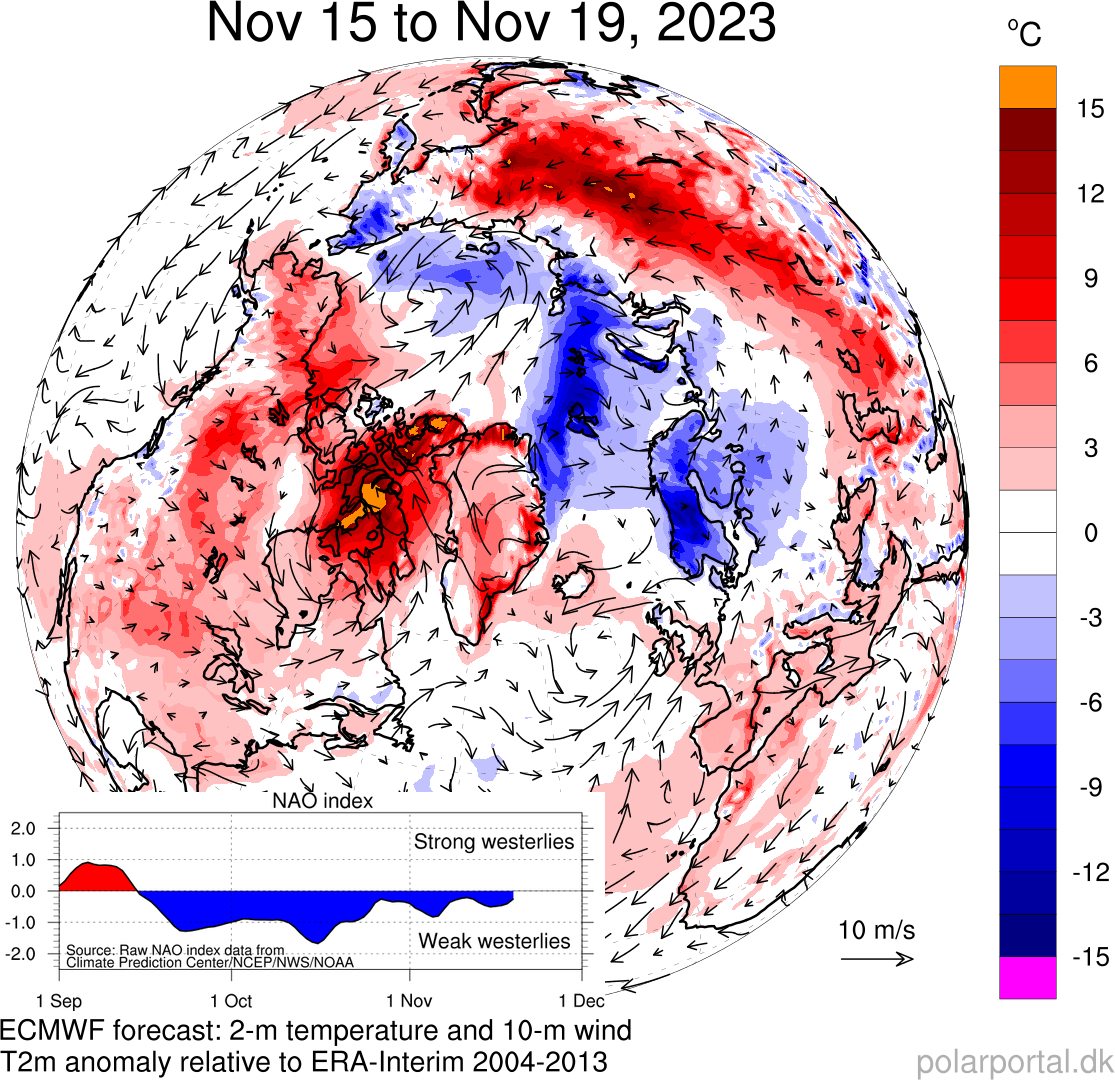 Nov 15 to Nov 19, 2023
°C
15
12
9
6
3
0
-3
-6
-9
-12
-15
10 m/s
NAO index
2.0
1.0
0.0
-1.0
-2.0
Strong westerlies
Weak westerlies
Source: Raw NAO index data from
Climate Prediction Center/NCEP/NWS/NOAA
1 Sep 1 Oct 1 Nov 1 Dec
ECMWF forecast: 2-m temperature and 10-m wind
T2m anomaly relative to ERA-Interim 2004-2013
polarportal.dk